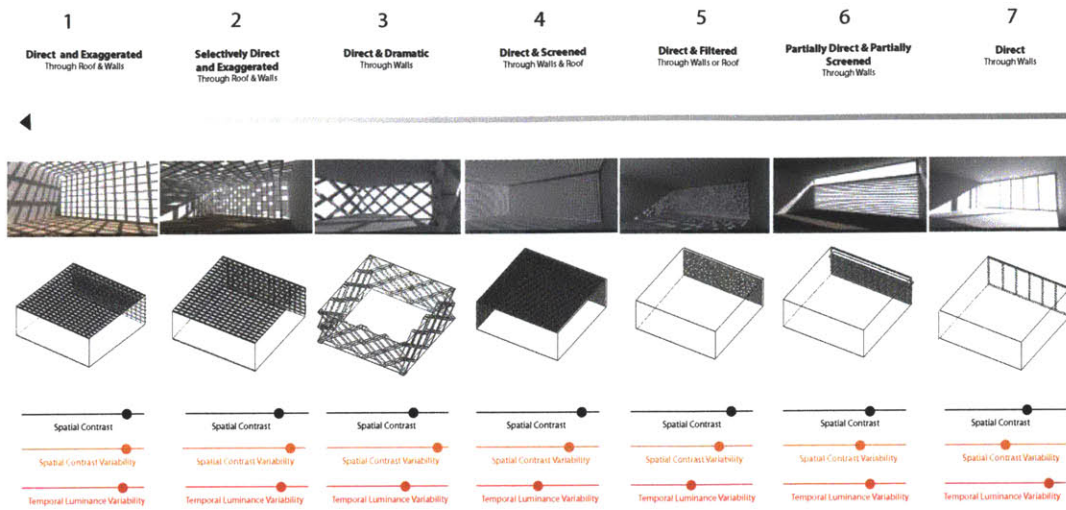 1
2
3
4
5
6
7
Direct and Exaggerated
Through Roof & Walls
Selectively Direct
and Exaggerated
Through Roof & Walls
Direct & Dramatic
Through Walls
Direct & Screened
Through Walls & Roof
Direct & Filtered
Through Walls or Roof
Partially Direct & Partially
Screened
Through Walls
Direct
Through Walls
Spatial Contrast
Spatial Contrast
Spatial Contrast
Spatial Contrast
Spatial Contrast
Spatial Contrast
Spatial Contrast
Spatial Contrast Variability
Spatial Contrast Variability
Spatial Contrast Variability
Spatial Contrast Variability
Spatial Contrast Variability
Spatial Contrast Variability
Spatial Contrast Variability
Temporal Luminance Variability
Temporal Luminance Variability
Temporal Luminance Variability
Temporal Luminance Variability
Temporal Luminance Variability
Temporal Luminance Variability
Temporal Luminance Variability